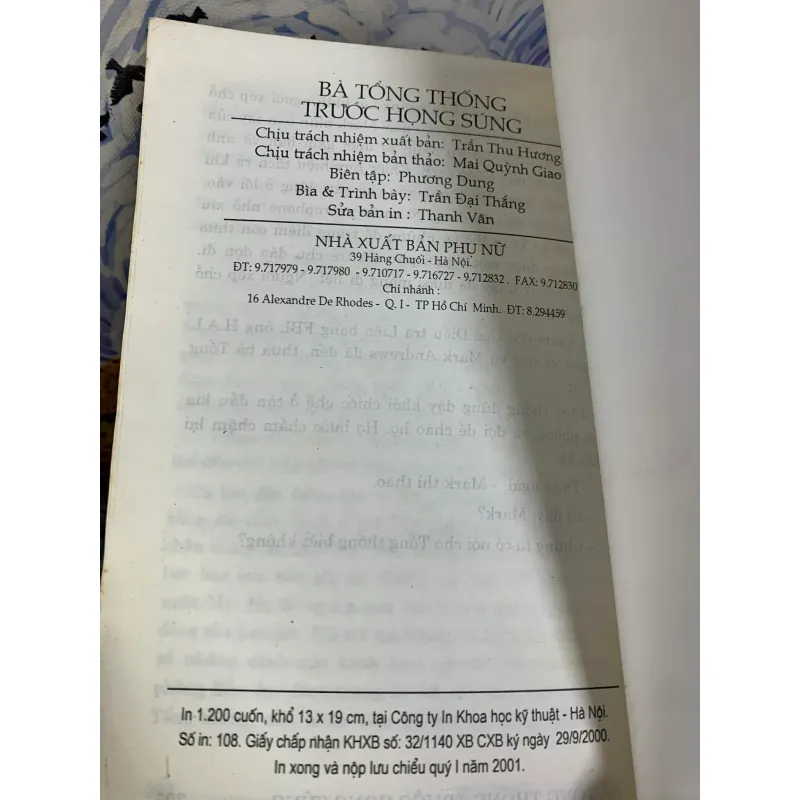 BÀ TỔNG THỐNG
TRƯỚC HỌNG SÚNG
Chịu trách nhiệm xuất bản: Trần Thu Hương
Chịu trách nhiệm bản thảo: Mai Quỳnh Giao
Biên tập: Phương Dung
Bìa & Trình bày: Trần Đại Thắng
Sửa bản in : Thanh Vân
NHÀ XUẤT BẢN PHỤ NỮ
39 Hàng Chuối - Hà Nội.
ĐT: 9.717979 - 9.717980 - 9.710717 - 9.716727 - 9.712832 . FAX: 9.712830
Chi nhánh :
16 Alexandre De Rhodes - Q. I - TP Hồ Chí Minh. ĐT: 8.294459
In 1.200 cuốn, khổ 13 x 19 cm, tại Công ty In Khoa học kỹ thuật - Hà Nội.
Số in: 108. Giấy chấp nhận KHXB số: 32/1140 XB CXB ký ngày 29/9/2000.
In xong và nộp lưu chiểu quý I năm 2001.